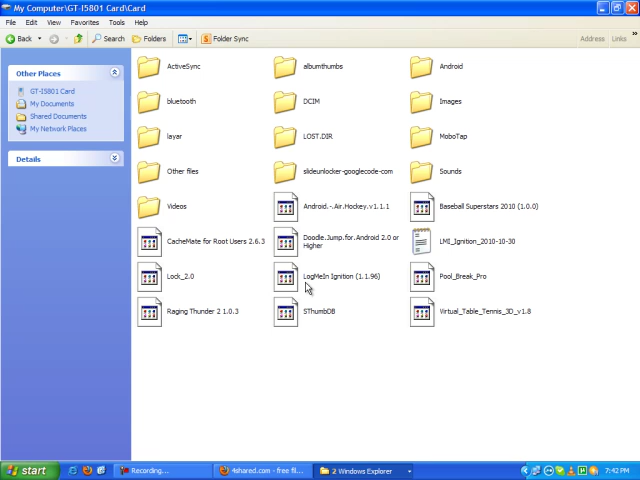 My Computer\GT-I5801 Card\Card
File Edit View Favorites Tools Help
Back Search Folders Folder Sync Address Links
Other Places
GT-I5801 Card
My Documents
Shared Documents
My Network Places
Details
ActiveSync albumthumbs Android
bluetooth DCIM Images
layar LOST.DIR MoboTap
Other files slideunlocker-googlecode-com Sounds
Videos Android.-.Air.Hockey.v1.1.1 Baseball Superstars 2010 (1.0.0)
CacheMate for Root Users 2.6.3 Doodle.Jump.for.Android 2.0 or Higher LMI_Ignition_2010-10-30
Lock_2.0 LogMeIn Ignition (1.1.96) Pool_Break_Pro
Raging Thunder 2 1.0.3 SThumbDB Virtual_Table_Tennis_3D_v1.8
start Recording... 4shared.com - free fil... 2 Windows Explorer 7:42 PM